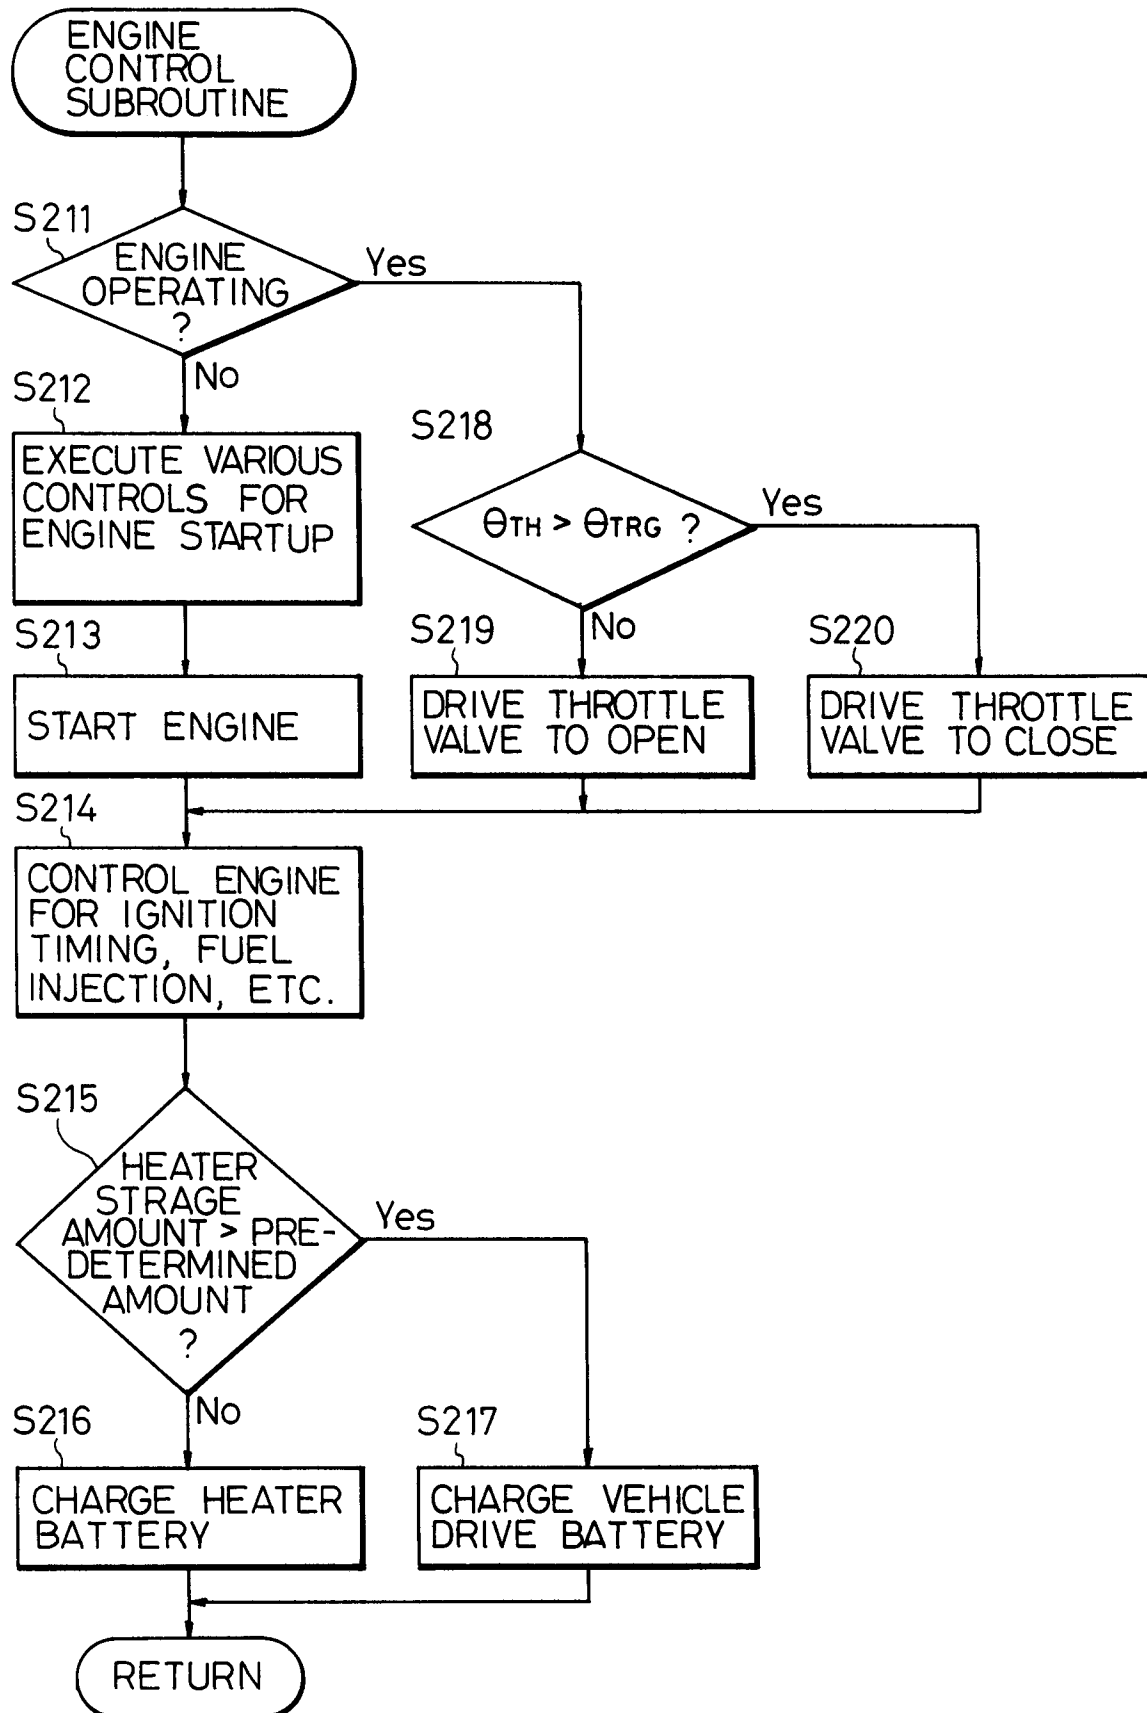 ENGINE
CONTROL
SUBROUTINE
S211
ENGINE
OPERATING
?
Yes
No
S212
EXECUTE VARIOUS
CONTROLS FOR
ENGINE STARTUP
S213
START ENGINE
S218
θTH > θTRG ?
Yes
No
S219
DRIVE THROTTLE
VALVE TO OPEN
S220
DRIVE THROTTLE
VALVE TO CLOSE
S214
CONTROL ENGINE
FOR IGNITION
TIMING, FUEL
INJECTION, ETC.
S215
HEATER
STRAGE
AMOUNT > PRE-
DETERMINED
AMOUNT
?
Yes
No
S216
CHARGE HEATER
BATTERY
S217
CHARGE VEHICLE
DRIVE BATTERY
RETURN